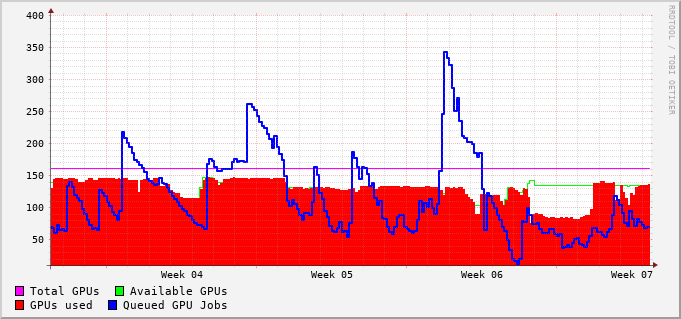 400
350
300
250
200
150
100
50
Week 04 Week 05 Week 06 Week 07
Total GPUs Available GPUs
GPUs used Queued GPU Jobs
RRDTOOL / TOBI OETIKER